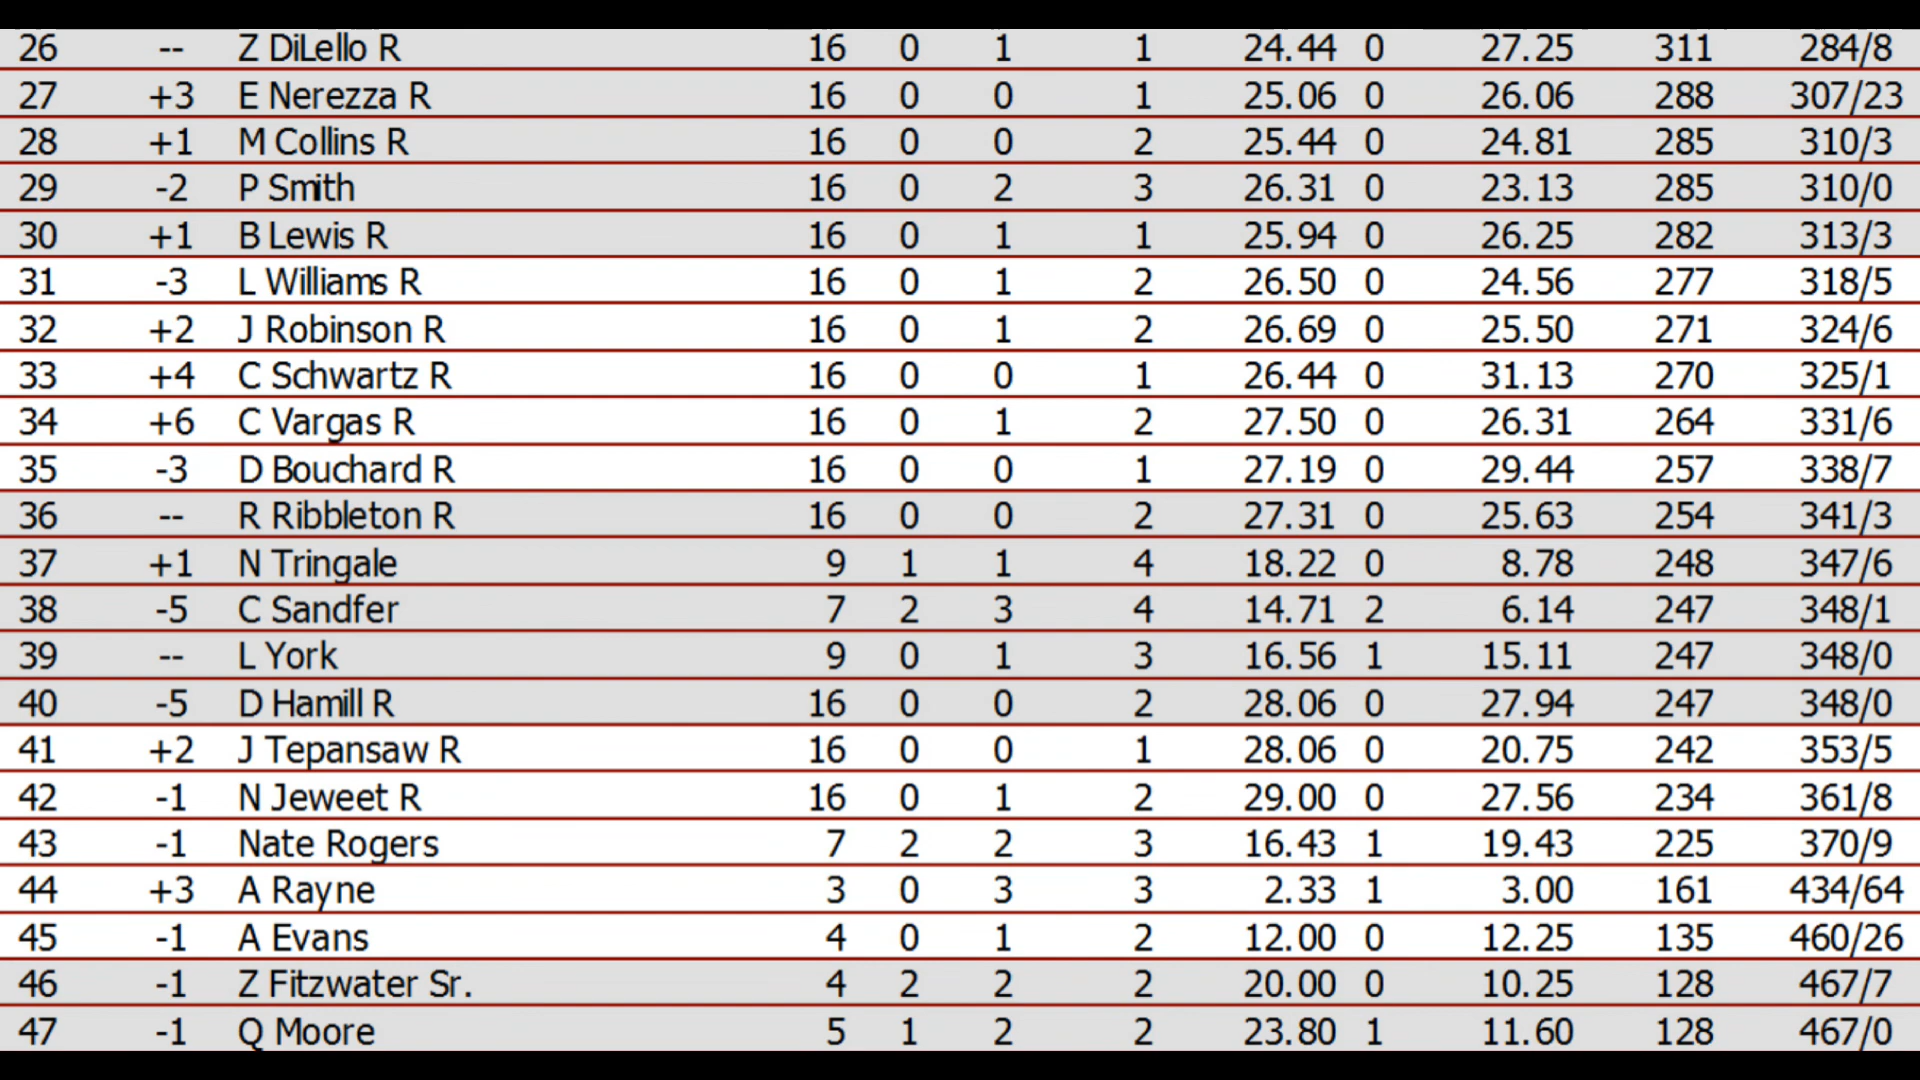 26 -- Z DiLello R 16 0 1 1 24.44 0 27.25 311 284/8
27 +3 E Nerezza R 16 0 0 1 25.06 0 26.06 288 307/23
28 +1 M Collins R 16 0 0 2 25.44 0 24.81 285 310/3
29 -2 P Smith 16 0 2 3 26.31 0 23.13 285 310/0
30 +1 B Lewis R 16 0 1 1 25.94 0 26.25 282 313/3
31 -3 L Williams R 16 0 1 2 26.50 0 24.56 277 318/5
32 +2 J Robinson R 16 0 1 2 26.69 0 25.50 271 324/6
33 +4 C Schwartz R 16 0 0 1 26.44 0 31.13 270 325/1
34 +6 C Vargas R 16 0 1 2 27.50 0 26.31 264 331/6
35 -3 D Bouchard R 16 0 0 1 27.19 0 29.44 257 338/7
36 -- R Ribbleton R 16 0 0 2 27.31 0 25.63 254 341/3
37 +1 N Tringale 9 1 1 4 18.22 0 8.78 248 347/6
38 -5 C Sandfer 7 2 3 4 14.71 2 6.14 247 348/1
39 -- L York 9 0 1 3 16.56 1 15.11 247 348/0
40 -5 D Hamill R 16 0 0 2 28.06 0 27.94 247 348/0
41 +2 J Tepansaw R 16 0 0 1 28.06 0 20.75 242 353/5
42 -1 N Jeweet R 16 0 1 2 29.00 0 27.56 234 361/8
43 -1 Nate Rogers 7 2 2 3 16.43 1 19.43 225 370/9
44 +3 A Rayne 3 0 3 3 2.33 1 3.00 161 434/64
45 -1 A Evans 4 0 1 2 12.00 0 12.25 135 460/26
46 -1 Z Fitzwater Sr. 4 2 2 2 20.00 0 10.25 128 467/7
47 -1 Q Moore 5 1 2 2 23.80 1 11.60 128 467/0